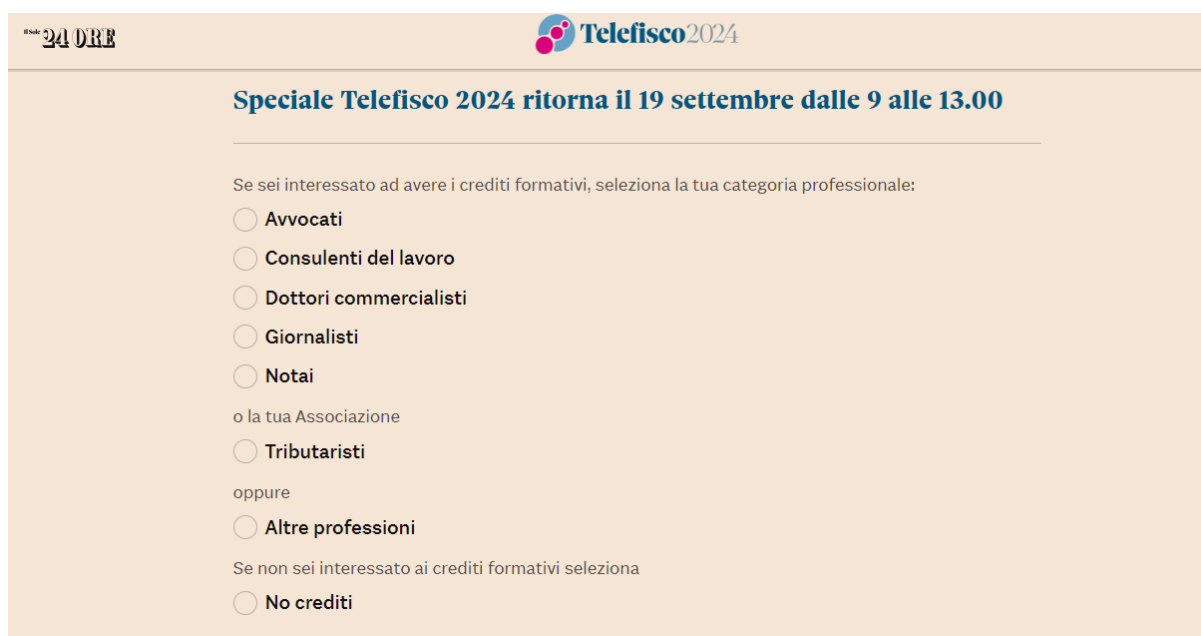 Il Sole 24 ORE
Telefisco2024
Speciale Telefisco 2024 ritorna il 19 settembre dalle 9 alle 13.00
Se sei interessato ad avere i crediti formativi, seleziona la tua categoria professionale:
Avvocati
Consulenti del lavoro
Dottori commercialisti
Giornalisti
Notai
o la tua Associazione
Tributaristi
oppure
Altre professioni
Se non sei interessato ai crediti formativi seleziona
No crediti